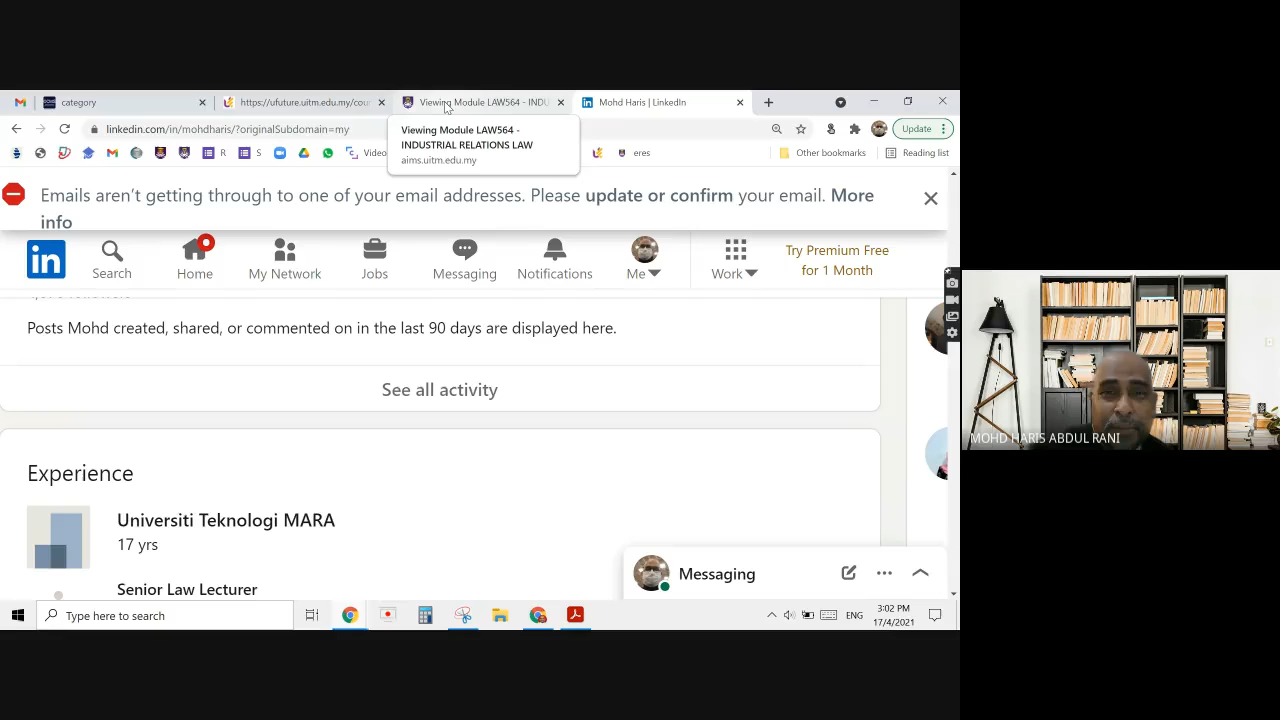 category
https://ufuture.uitm.edu.my/cou
Viewing Module LAW564 - INDU
Mohd Haris | LinkedIn
linkedin.com/in/mohdharis/?originalSubdomain=my
Update
Viewing Module LAW564 -
INDUSTRIAL RELATIONS LAW
aims.uitm.edu.my
R
S
Video
eres
Other bookmarks
Reading list
Emails aren't getting through to one of your email addresses. Please update or confirm your email. More
info
in
Search
Home
My Network
Jobs
Messaging
Notifications
Me
Work
Try Premium Free
for 1 Month
Posts Mohd created, shared, or commented on in the last 90 days are displayed here.
See all activity
Experience
Universiti Teknologi MARA
17 yrs
Senior Law Lecturer
Messaging
MOHD HARIS ABDUL RANI
Type here to search
ENG
3:02 PM
17/4/2021